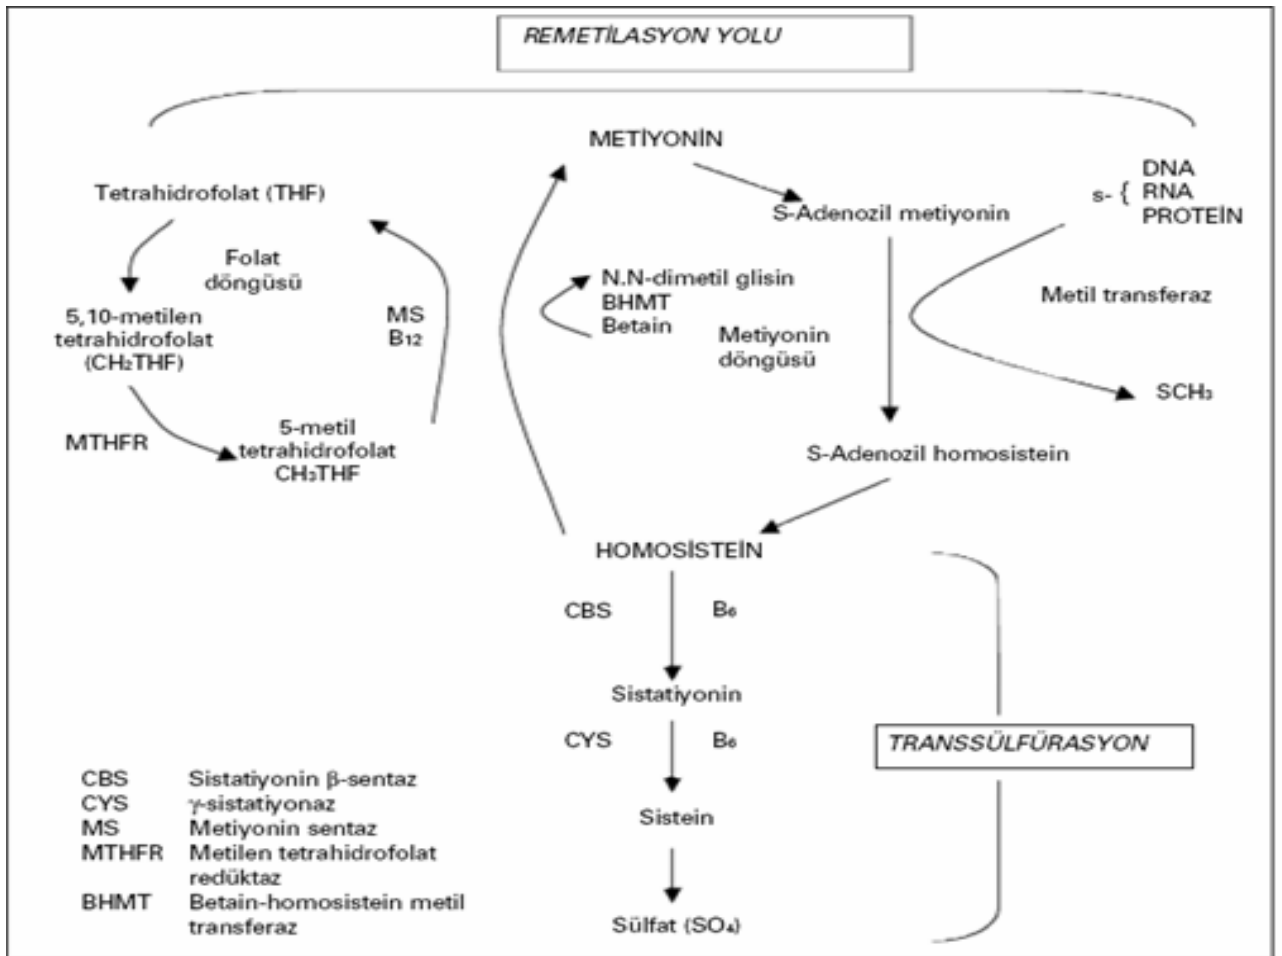 REMETİLASYON YOLU
METİYONİN
Tetrahidrofolat (THF)
S-Adenozil metiyonin
s- {
DNA
RNA
PROTEİN
Folat
döngüsü
5,10-metilen
tetrahidrofolat
(CH₂THF)
MS
B₁₂
N.N-dimetil glisin
BHMT
Betain
Metiyonin
döngüsü
Metil transferaz
SCH₃
MTHFR
5-metil
tetrahidrofolat
CH₃THF
S-Adenozil homosistein
HOMOSİSTEİN
CBS B₆
Sistatiyonin
CYS B₆
TRANSSÜLFÜRASYON
Sistein
Sülfat (SO₄)
CBS Sistatiyonin β-sentaz
CYS γ-sistatiyonaz
MS Metiyonin sentaz
MTHFR Metilen tetrahidrofolat
redüktaz
BHMT Betain-homosistein metil
transferaz